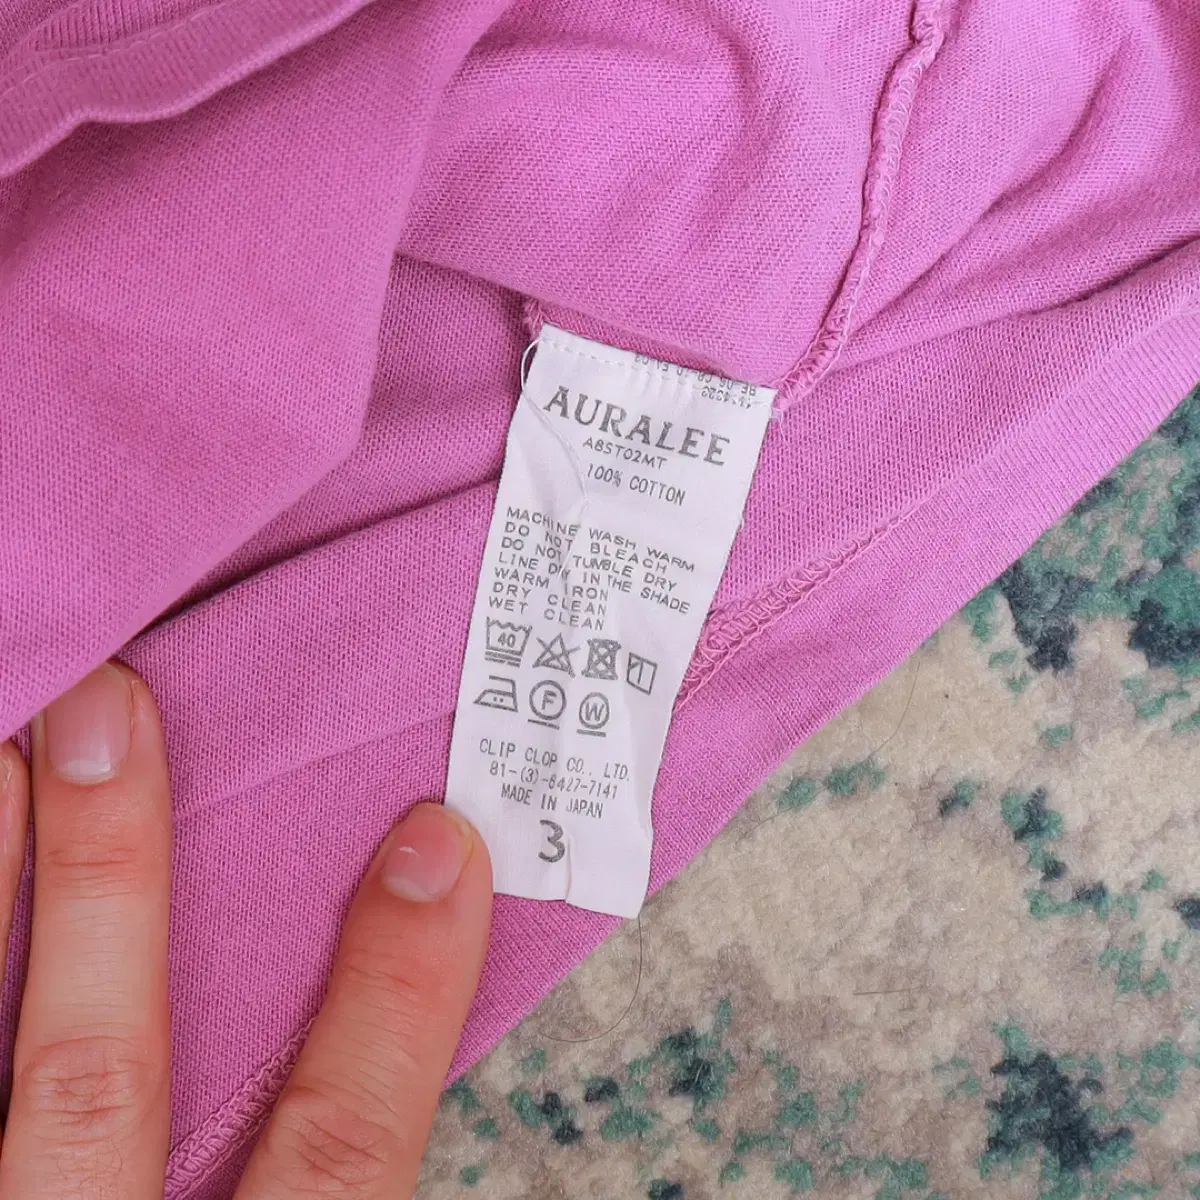 AURALEE
A8ST02MT
100% COTTON
MACHINE WASH WARM
DO NOT BLEACH
DO NOT TUMBLE DRY
LINE DRY IN THE SHADE
WARM IRON
DRY CLEAN
WET CLEAN
40
F W
CLIP CLOP CO., LTD.
81-(3)-6427-7141
MADE IN JAPAN
3